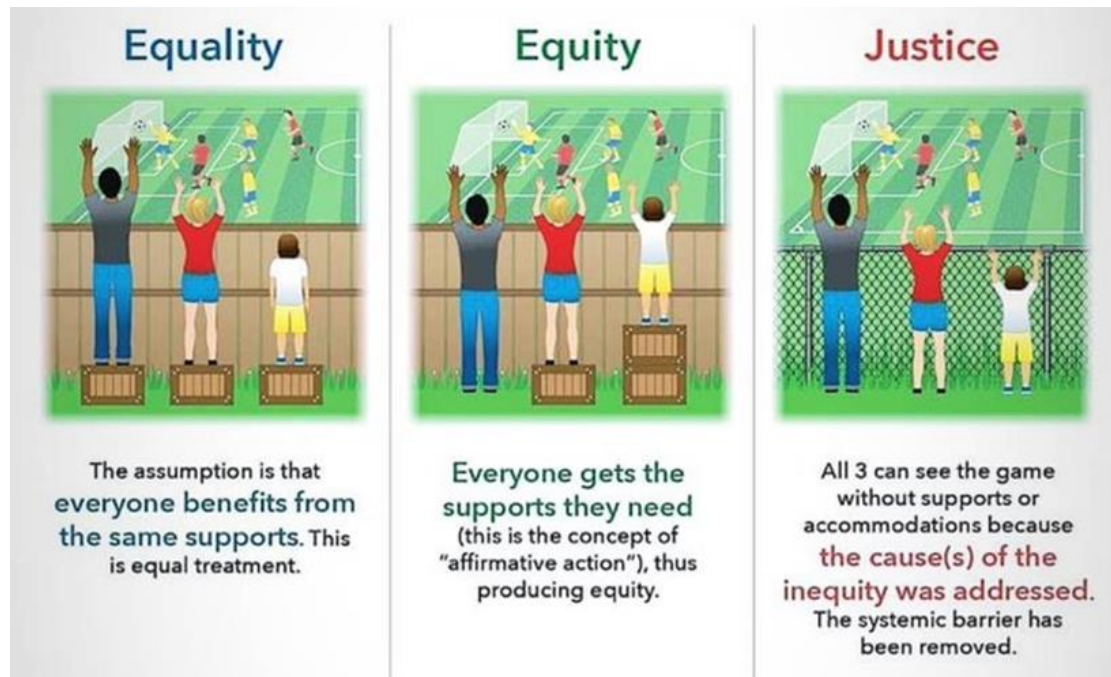 Equality
The assumption is that
everyone benefits from
the same supports. This
is equal treatment.
Equity
Everyone gets the
supports they need
(this is the concept of
"affirmative action"), thus
producing equity.
Justice
All 3 can see the game
without supports or
accommodations because
the cause(s) of the
inequity was addressed.
The systemic barrier has
been removed.